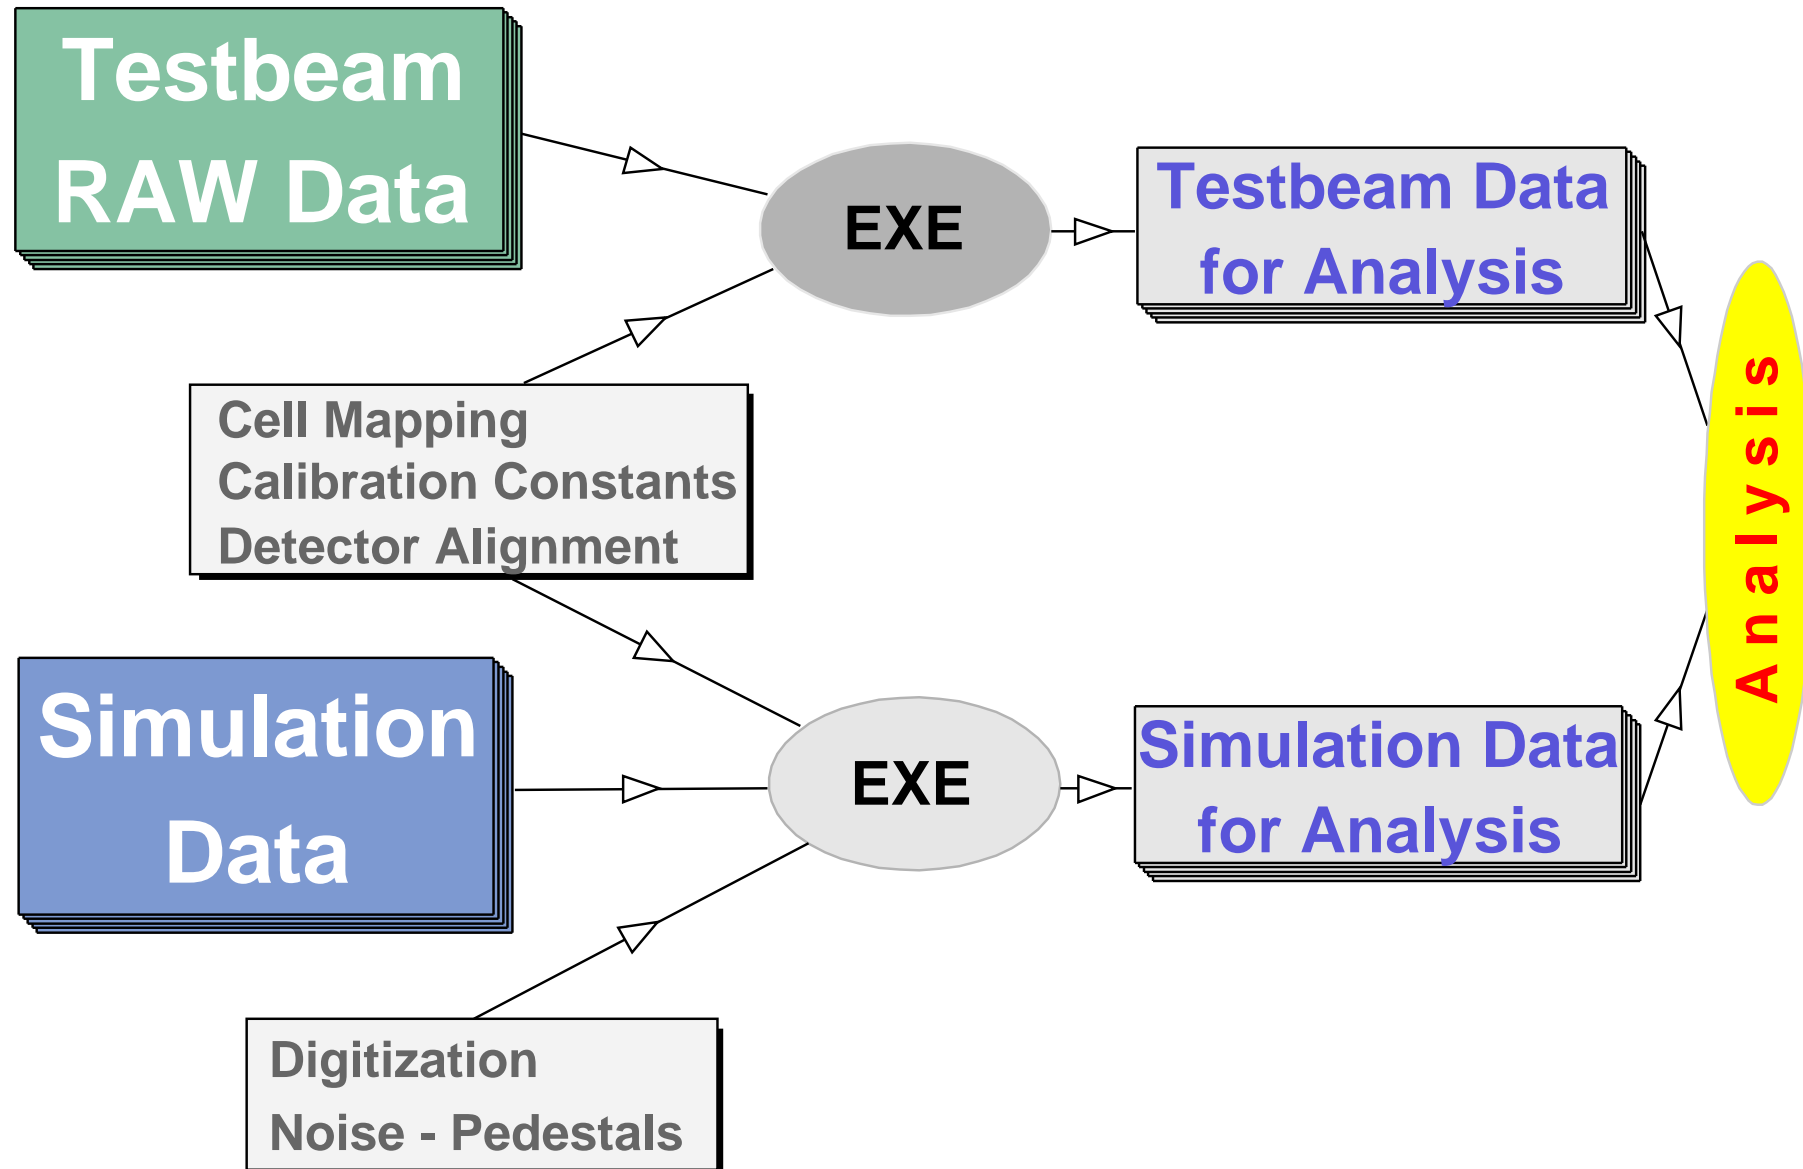 Testbeam
RAW Data
EXE
Testbeam Data
for Analysis
Cell Mapping
Calibration Constants
Detector Alignment
Analysis
Simulation
Data
EXE
Simulation Data
for Analysis
Digitization
Noise - Pedestals